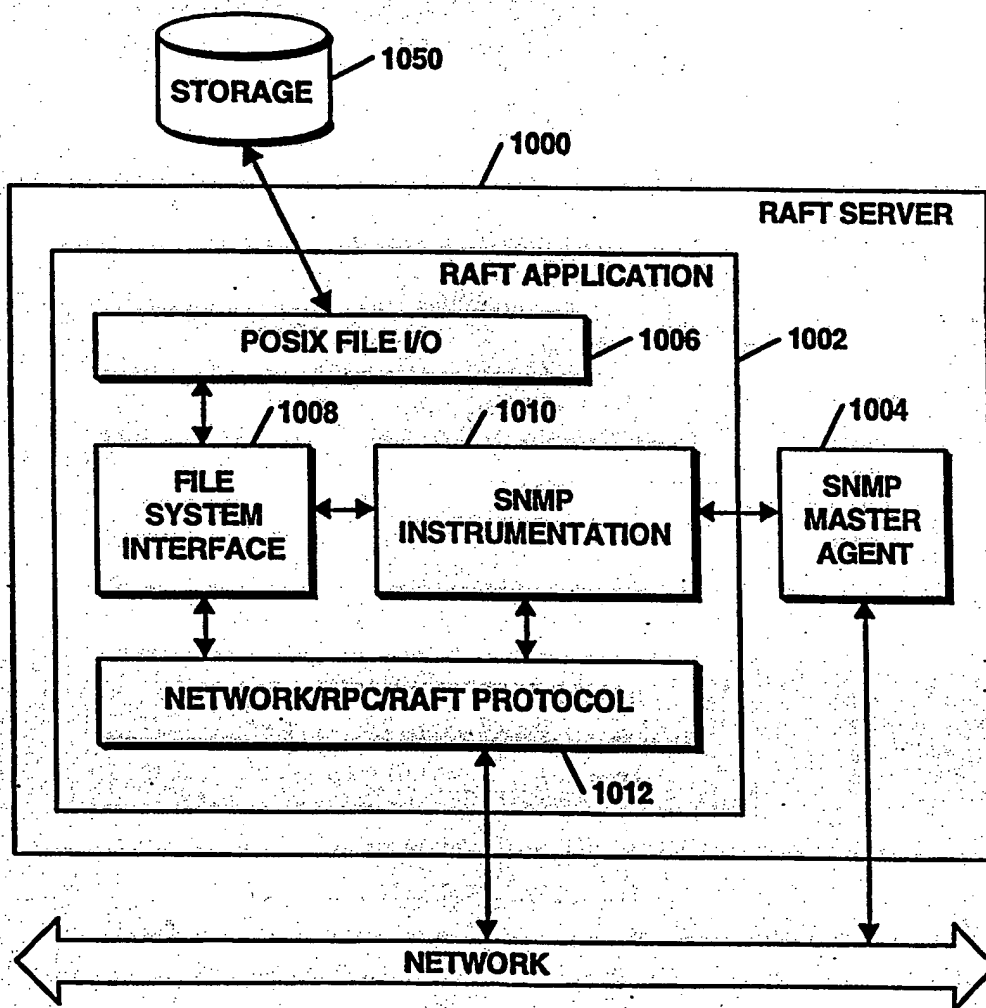 STORAGE
1050
1000
RAFT SERVER
RAFT APPLICATION
POSIX FILE I/O
1006
1002
1008
1010
1004
FILE
SYSTEM
INTERFACE
SNMP
INSTRUMENTATION
SNMP
MASTER
AGENT
NETWORK/RPC/RAFT PROTOCOL
1012
NETWORK